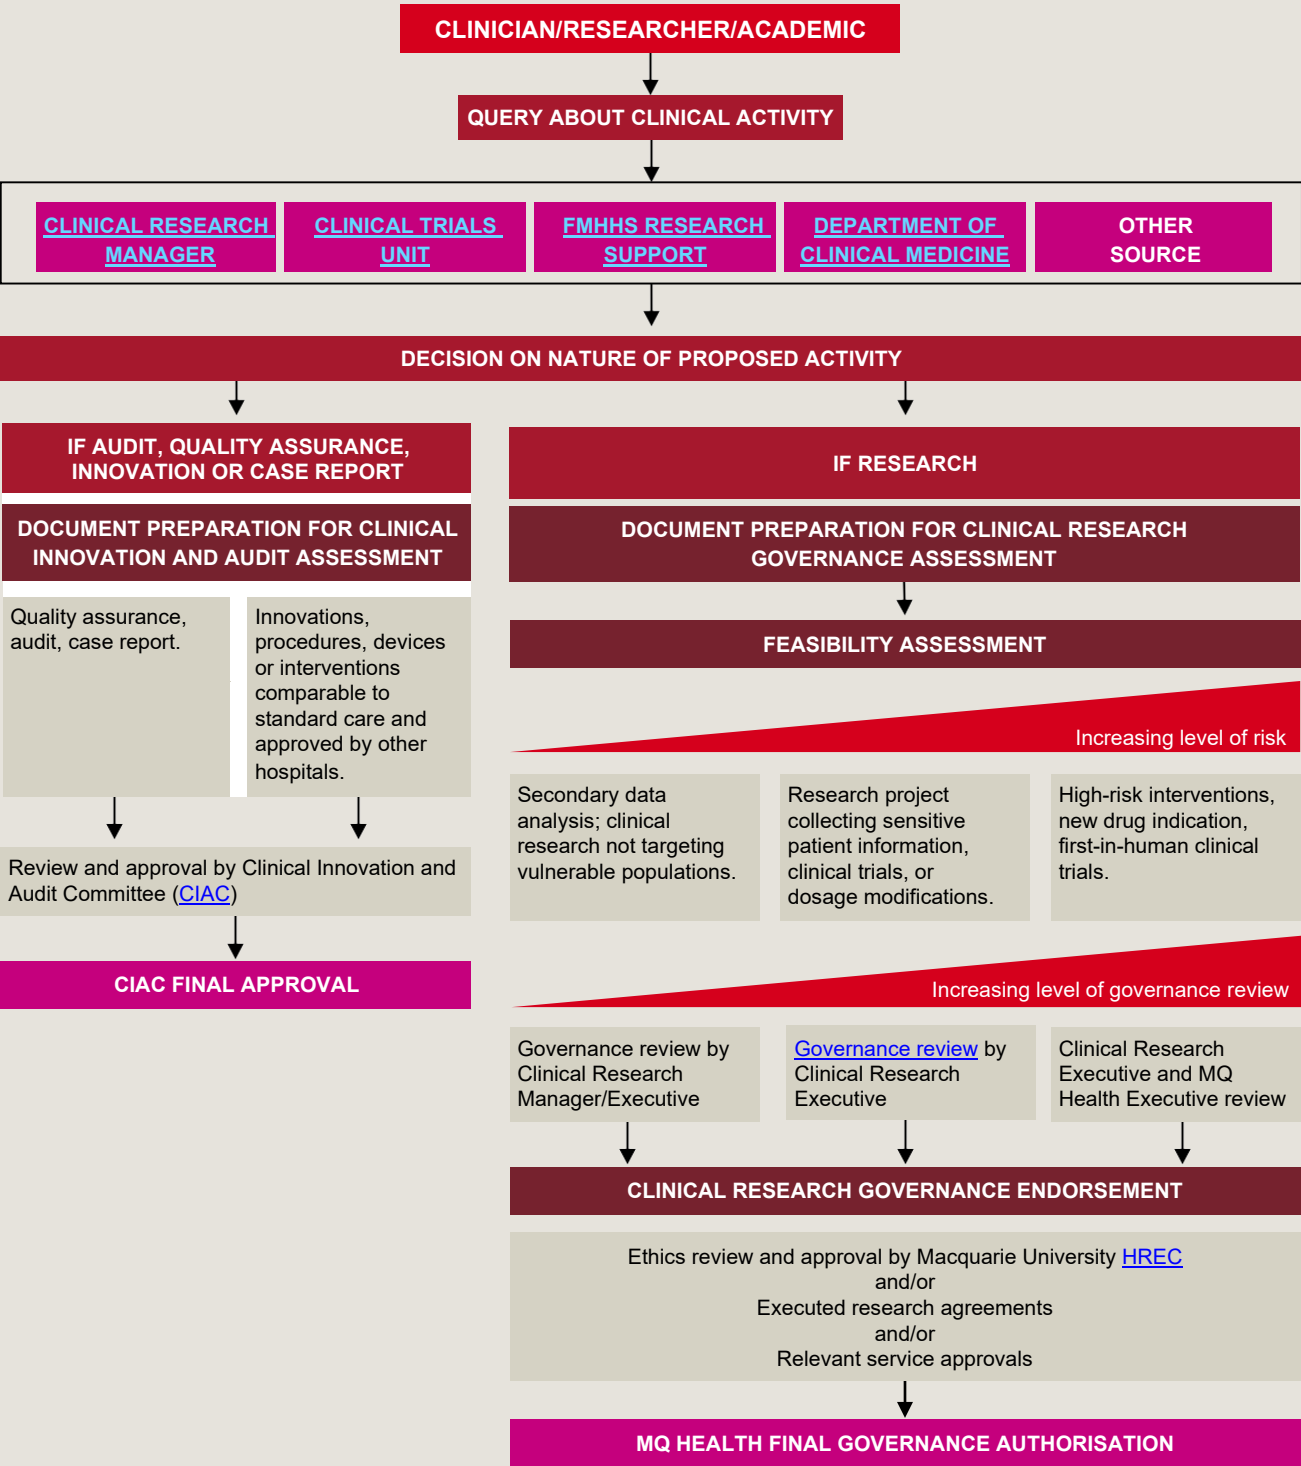 CLINICIAN/RESEARCHER/ACADEMIC
QUERY ABOUT CLINICAL ACTIVITY
CLINICAL RESEARCH
MANAGER
CLINICAL TRIALS
UNIT
FMHHS RESEARCH
SUPPORT
DEPARTMENT OF
CLINICAL MEDICINE
OTHER
SOURCE
DECISION ON NATURE OF PROPOSED ACTIVITY
IF AUDIT, QUALITY ASSURANCE,
INNOVATION OR CASE REPORT
DOCUMENT PREPARATION FOR CLINICAL
INNOVATION AND AUDIT ASSESSMENT
Quality assurance,
audit, case report.
Innovations,
procedures, devices
or interventions
comparable to
standard care and
approved by other
hospitals.
Review and approval by Clinical Innovation and
Audit Committee (CIAC)
CIAC FINAL APPROVAL
IF RESEARCH
DOCUMENT PREPARATION FOR CLINICAL RESEARCH
GOVERNANCE ASSESSMENT
FEASIBILITY ASSESSMENT
Increasing level of risk
Secondary data
analysis; clinical
research not targeting
vulnerable populations.
Research project
collecting sensitive
patient information,
clinical trials, or
dosage modifications.
High-risk interventions,
new drug indication,
first-in-human clinical
trials.
Increasing level of governance review
Governance review by
Clinical Research
Manager/Executive
Governance review by
Clinical Research
Executive
Clinical Research
Executive and MQ
Health Executive review
CLINICAL RESEARCH GOVERNANCE ENDORSEMENT
Ethics review and approval by Macquarie University HREC
and/or
Executed research agreements
and/or
Relevant service approvals
MQ HEALTH FINAL GOVERNANCE AUTHORISATION